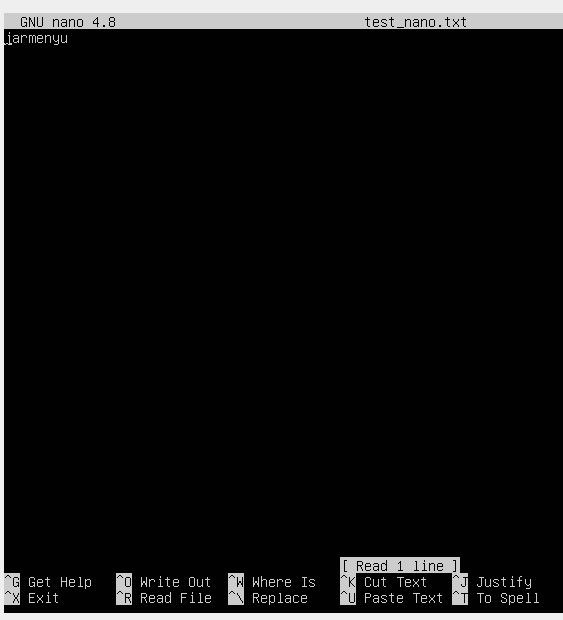 GNU nano 4.8 test_nano.txt
jarmenyu
[ Read 1 line ]
^G Get Help ^O Write Out ^W Where Is ^K Cut Text ^J Justify
^X Exit ^R Read File ^\ Replace ^U Paste Text ^T To Spell